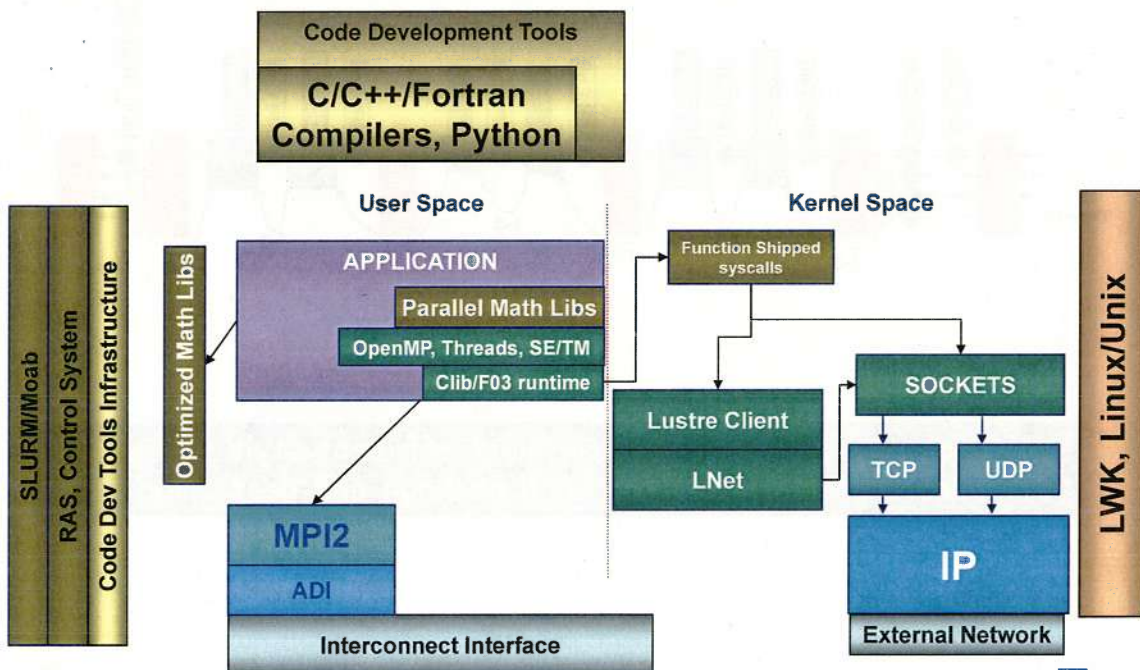 Code Development Tools
C/C++/Fortran
Compilers, Python
User Space
Kernel Space
SLURM/Moab
RAS, Control System
Code Dev Tools Infrastructure
Optimized Math Libs
APPLICATION
Parallel Math Libs
OpenMP, Threads, SE/TM
Clib/F03 runtime
MPI2
ADI
Interconnect Interface
Function Shipped
syscalls
Lustre Client
LNet
SOCKETS
TCP
UDP
IP
External Network
LWK, Linux/Unix